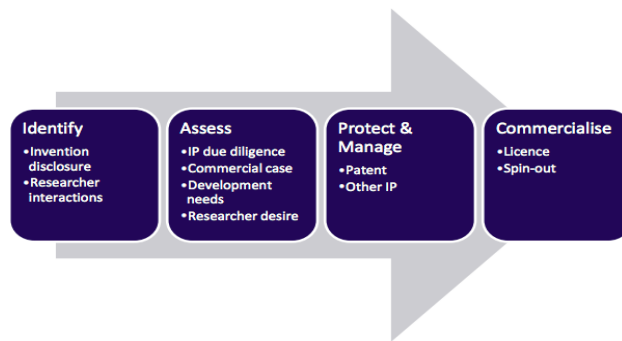 Identify
•Invention
disclosure
•Researcher
interactions
Assess
•IP due diligence
•Commercial case
•Development
needs
•Researcher desire
Protect &
Manage
•Patent
•Other IP
Commercialise
•Licence
•Spin-out